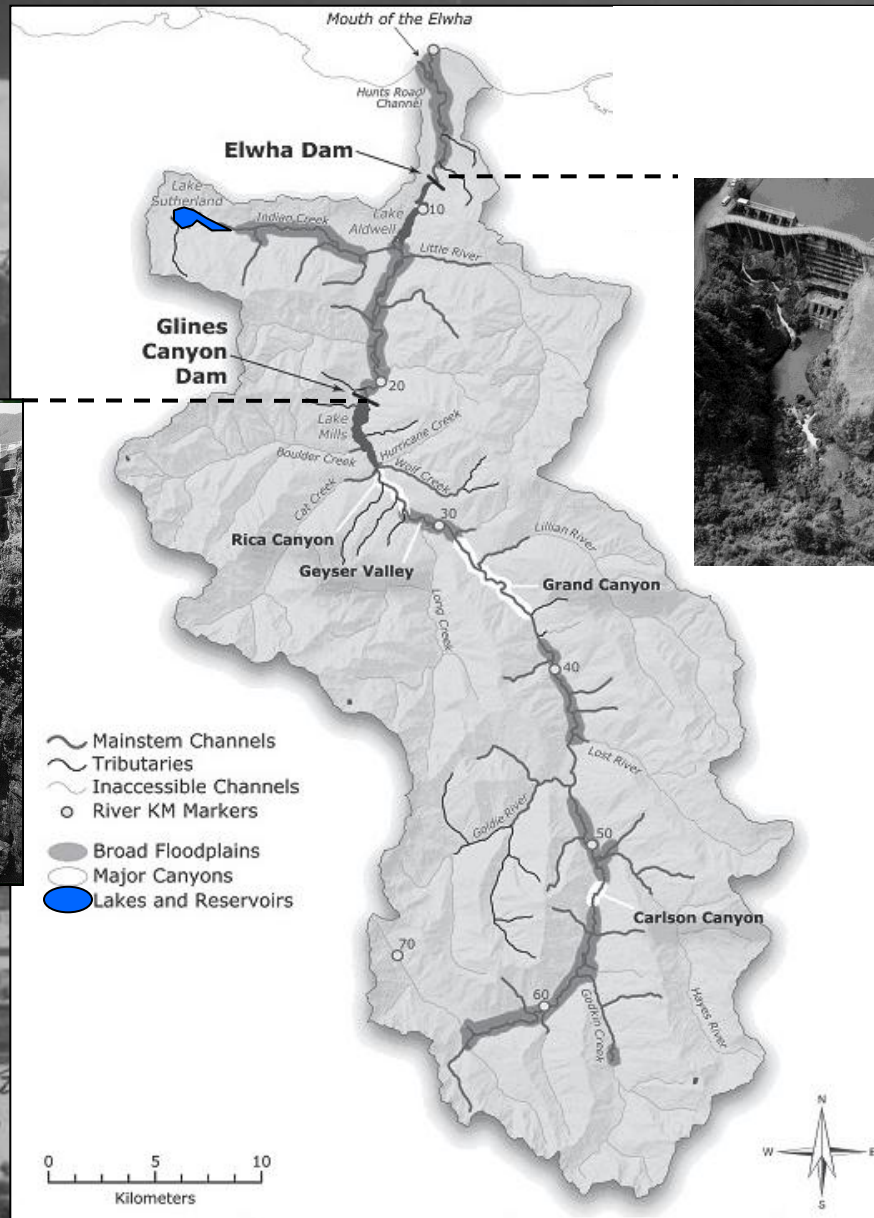 Mouth of the Elwha
Hunts Road
Channel
Elwha Dam
Lake
Sutherland
Indian Creek
Lake
Aldwell
10
Little River
Glines
Canyon
Dam
20
Lake
Mills
Hurricane Creek
Boulder Creek
Wolf Creek
Cat Creek
30
Rica Canyon
Lillian River
Geyser Valley
Grand Canyon
Long Creek
40
Mainstem Channels
Tributaries
Inaccessible Channels
River KM Markers
Lost River
Goldie River
50
Broad Floodplains
Major Canyons
Lakes and Reservoirs
Carlson Canyon
70
60
Godkin Creek
Hayes River
0 5 10
Kilometers
N
W E
S